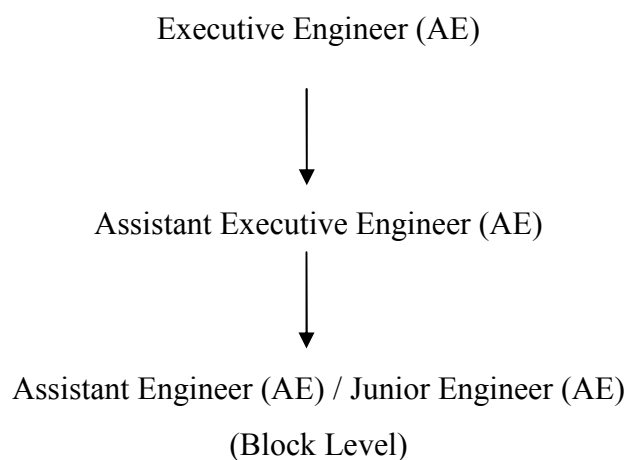 Executive Engineer (AE)
Assistant Executive Engineer (AE)
Assistant Engineer (AE) / Junior Engineer (AE)
(Block Level)